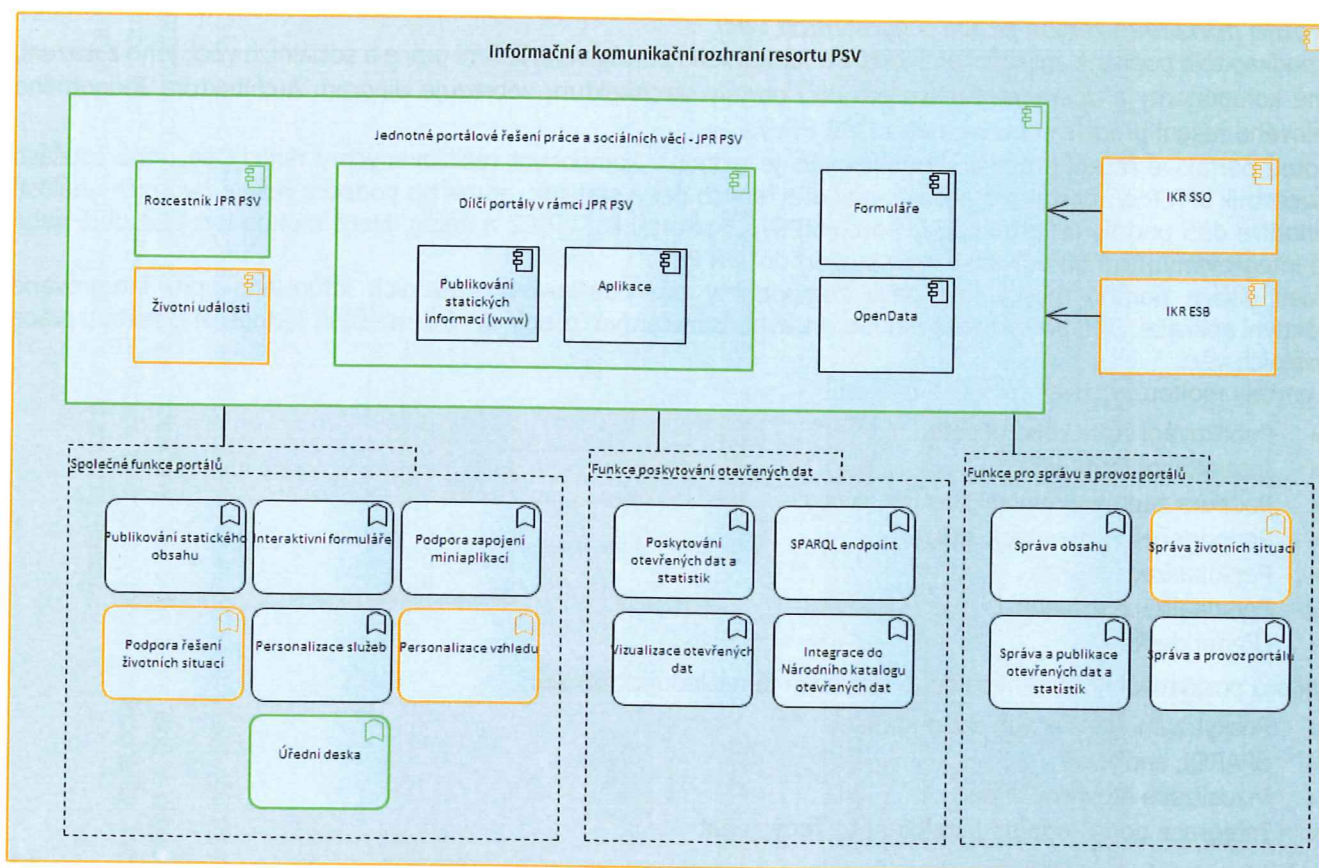 Informační a komunikační rozhraní resortu PSV
Jednotné portálové řešení práce a sociálních věcí - JPR PSV
Rozcestník JPR PSV
Životní události
Dílčí portály v rámci JPR PSV
Publikování
statických
informací (www)
Aplikace
Formuláře
OpenData
IKR SSO
IKR ESB
Společné funkce portálů
Publikování statického
obsahu
Interaktivní formuláře
Podpora zapojení
miniaplikací
Podpora řešení
životních situací
Personalizace služeb
Personalizace vzhledu
Úřední deska
Funkce poskytování otevřených dat
Poskytování
otevřených dat a
statistik
SPARQL endpoint
Vizualizace otevřených
dat
Integrace do
Národního katalogu
otevřených dat
Funkce pro správu a provoz portálů
Správa obsahu
Správa životních situací
Správa a publikace
otevřených dat a
statistik
Správa a provoz portálu